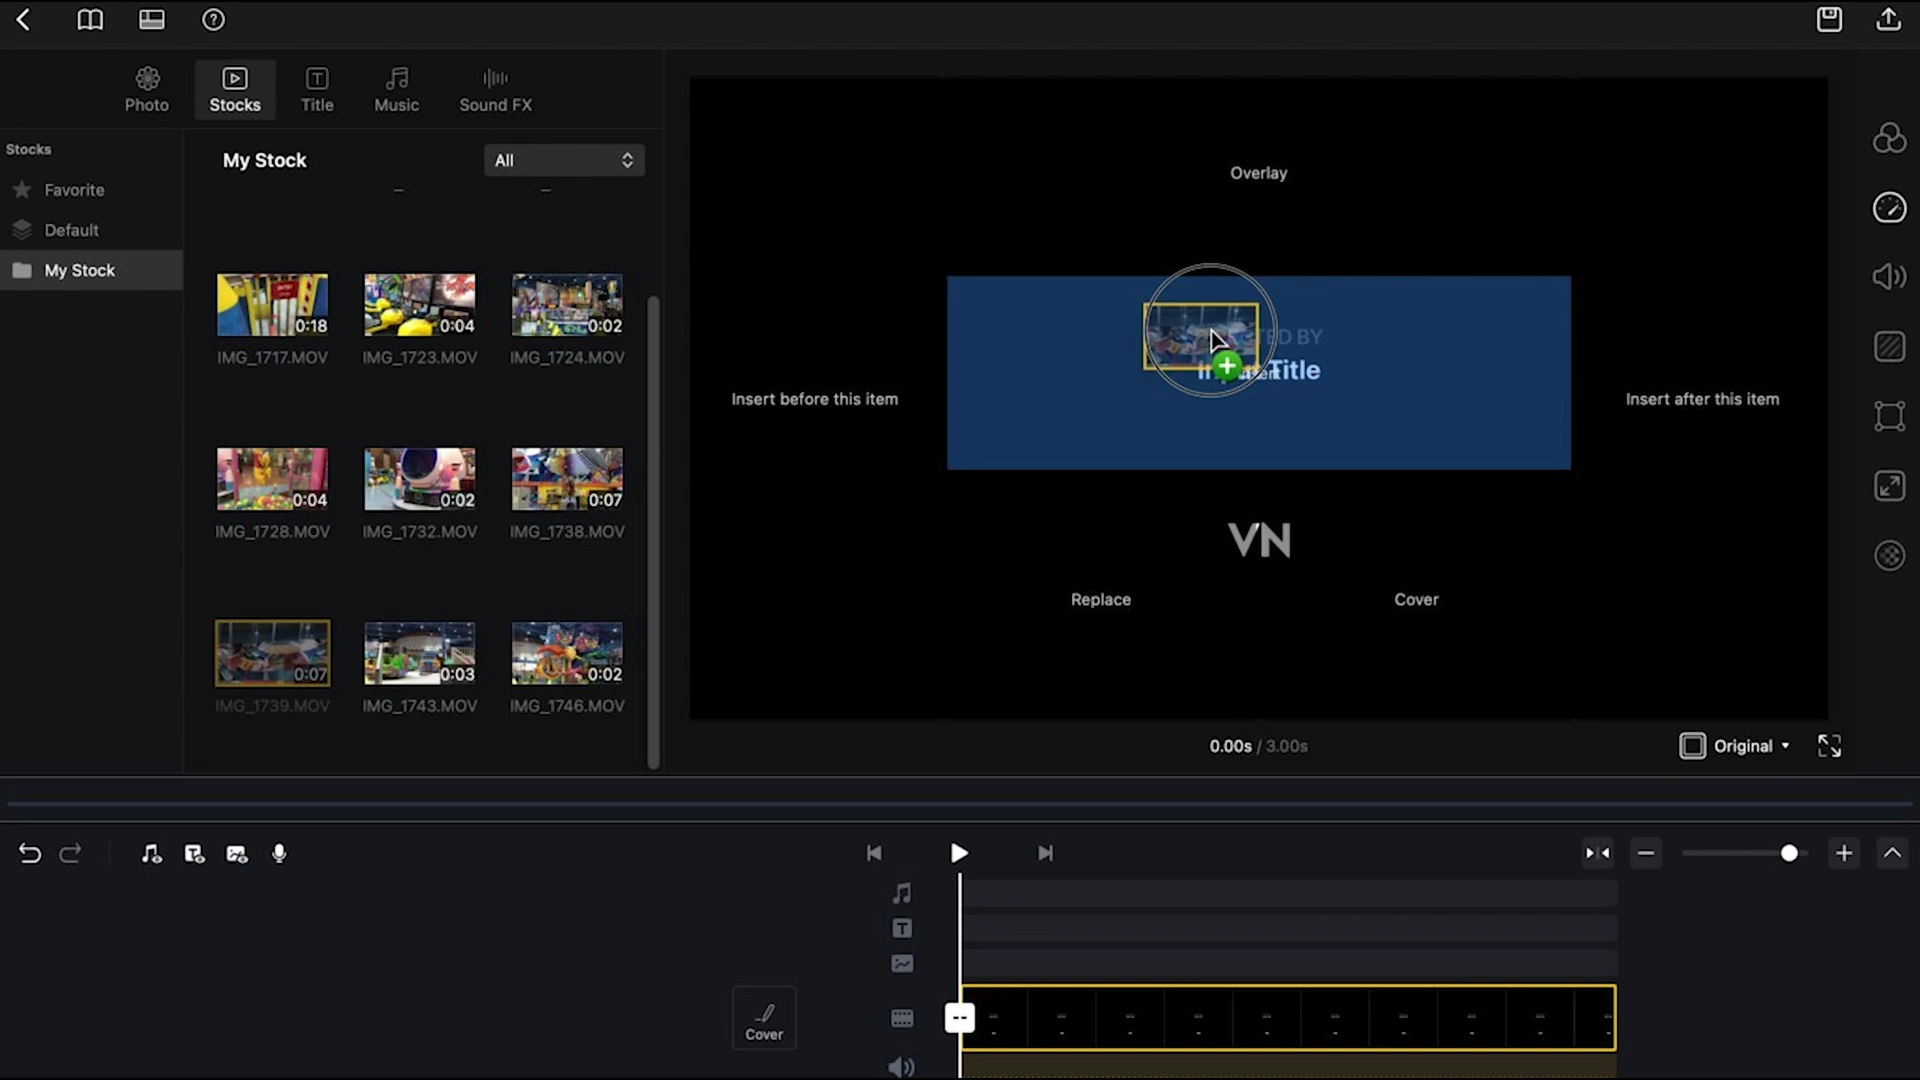 Photo
Stocks
Title
Music
Sound FX
Stocks
Favorite
Default
My Stock
My Stock
All
0:18
0:04
0:02
IMG_1717.MOV
IMG_1723.MOV
IMG_1724.MOV
0:04
0:02
0:07
IMG_1728.MOV
IMG_1732.MOV
IMG_1738.MOV
0:07
0:03
0:02
IMG_1739.MOV
IMG_1743.MOV
IMG_1746.MOV
Overlay
BY
Title
Insert before this item
Insert after this item
VN
Replace
Cover
0.00s / 3.00s
Original
Cover